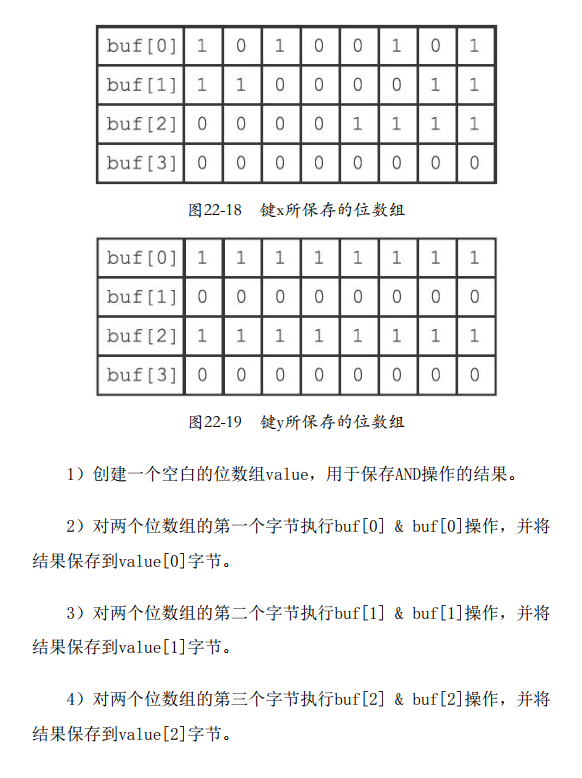 buf[0] 1 0 1 0 0 1 0 1
buf[1] 1 1 0 0 0 0 1 1
buf[2] 0 0 0 0 1 1 1 1
buf[3] 0 0 0 0 0 0 0 0
图22-18 键x所保存的位数组
buf[0] 1 1 1 1 1 1 1 1
buf[1] 0 0 0 0 0 0 0 0
buf[2] 1 1 1 1 1 1 1 1
buf[3] 0 0 0 0 0 0 0 0
图22-19 键y所保存的位数组
1）创建一个空白的位数组value，用于保存AND操作的结果。
2）对两个位数组的第一个字节执行buf[0] & buf[0]操作，并将
结果保存到value[0]字节。
3）对两个位数组的第二个字节执行buf[1] & buf[1]操作，并将
结果保存到value[1]字节。
4）对两个位数组的第三个字节执行buf[2] & buf[2]操作，并将
结果保存到value[2]字节。